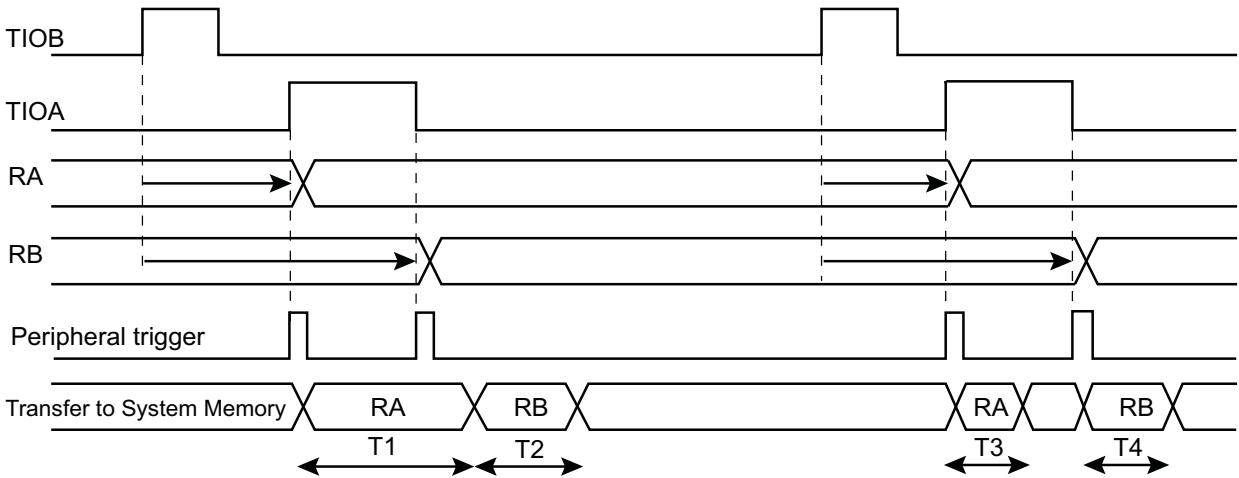 TIOB
TIOA
RA
RB
Peripheral trigger
Transfer to System Memory RA RB RA RB
T1 T2 T3 T4